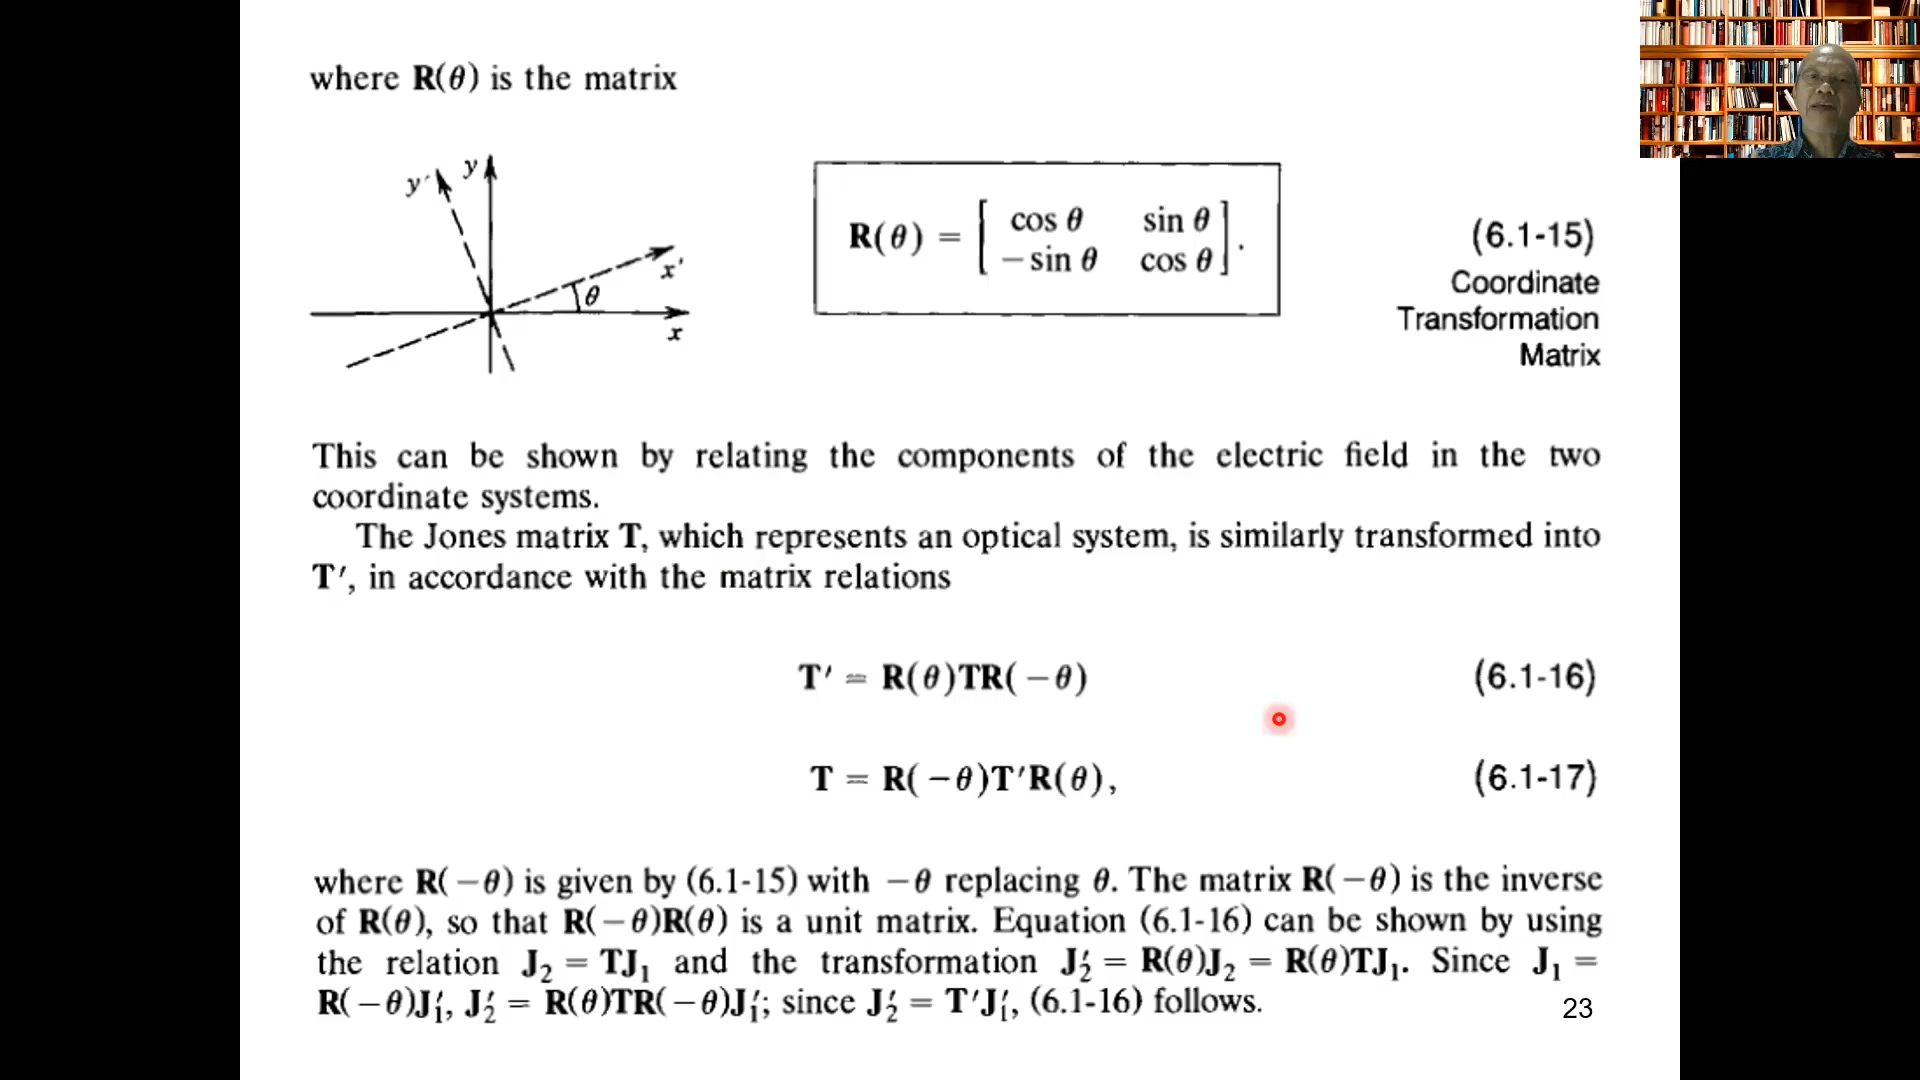 where R(θ) is the matrix
y′ y
x′
θ
x
R(θ) = [ cos θ sin θ
−sin θ cos θ ].
(6.1-15)
Coordinate
Transformation
Matrix
This can be shown by relating the components of the electric field in the two
coordinate systems.
The Jones matrix T, which represents an optical system, is similarly transformed into
T′, in accordance with the matrix relations
T′ = R(θ)TR(−θ) (6.1-16)
T = R(−θ)T′R(θ), (6.1-17)
where R(−θ) is given by (6.1-15) with −θ replacing θ. The matrix R(−θ) is the inverse
of R(θ), so that R(−θ)R(θ) is a unit matrix. Equation (6.1-16) can be shown by using
the relation J₂ = TJ₁ and the transformation J₂′ = R(θ)J₂ = R(θ)TJ₁. Since J₁ =
R(−θ)J₁′, J₂′ = R(θ)TR(−θ)J₁′; since J₂′ = T′J₁′, (6.1-16) follows.
23